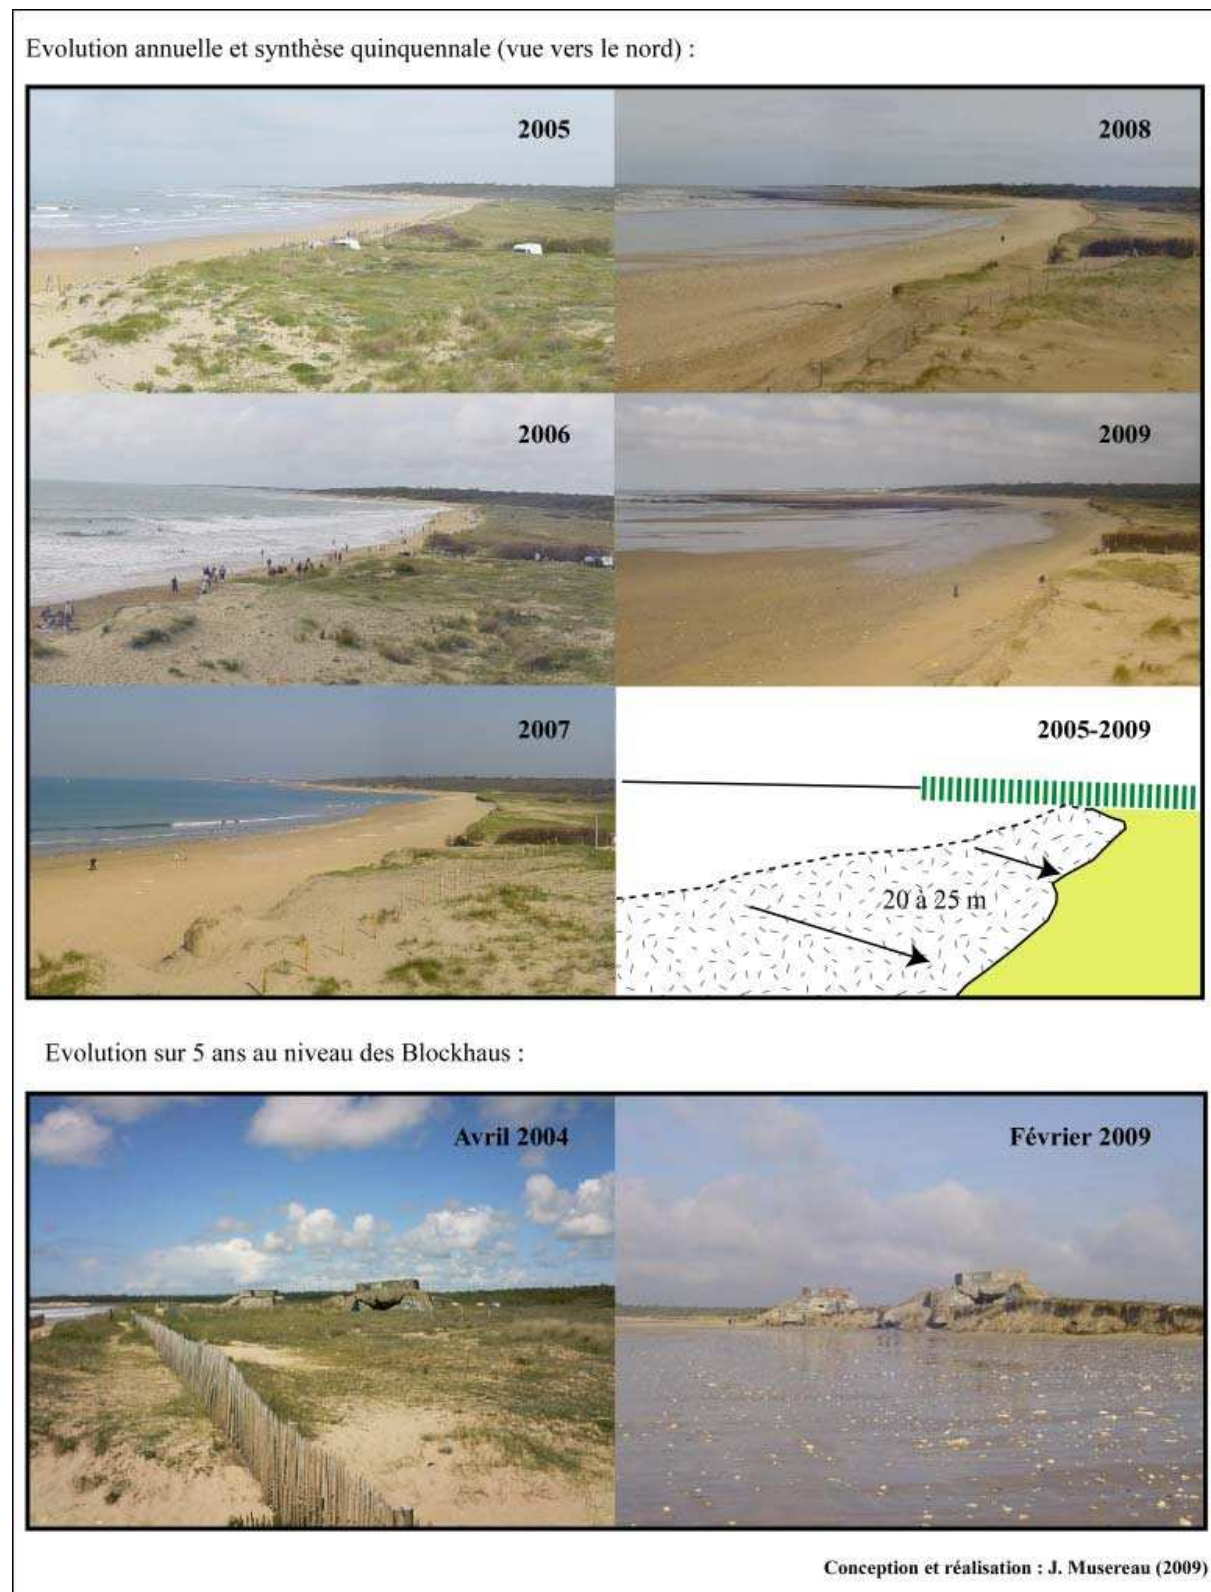 Evolution annuelle et synthèse quinquennale (vue vers le nord) :
2005
2008
2006
2009
2007
2005-2009
20 à 25 m
Evolution sur 5 ans au niveau des Blockhaus :
Avril 2004
Février 2009
Conception et réalisation : J. Musereau (2009)